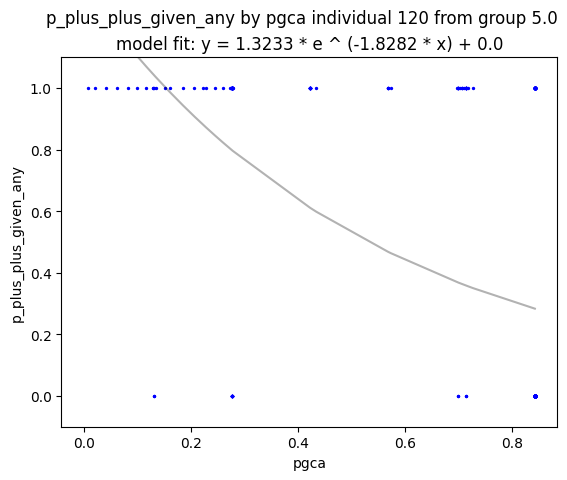 p_plus_plus_given_any by pgca individual 120 from group 5.0
model fit: y = 1.3233 * e ^ (-1.8282 * x) + 0.0
p_plus_plus_given_any
1.0
0.8
0.6
0.4
0.2
0.0
0.0 0.2 0.4 0.6 0.8
pgca